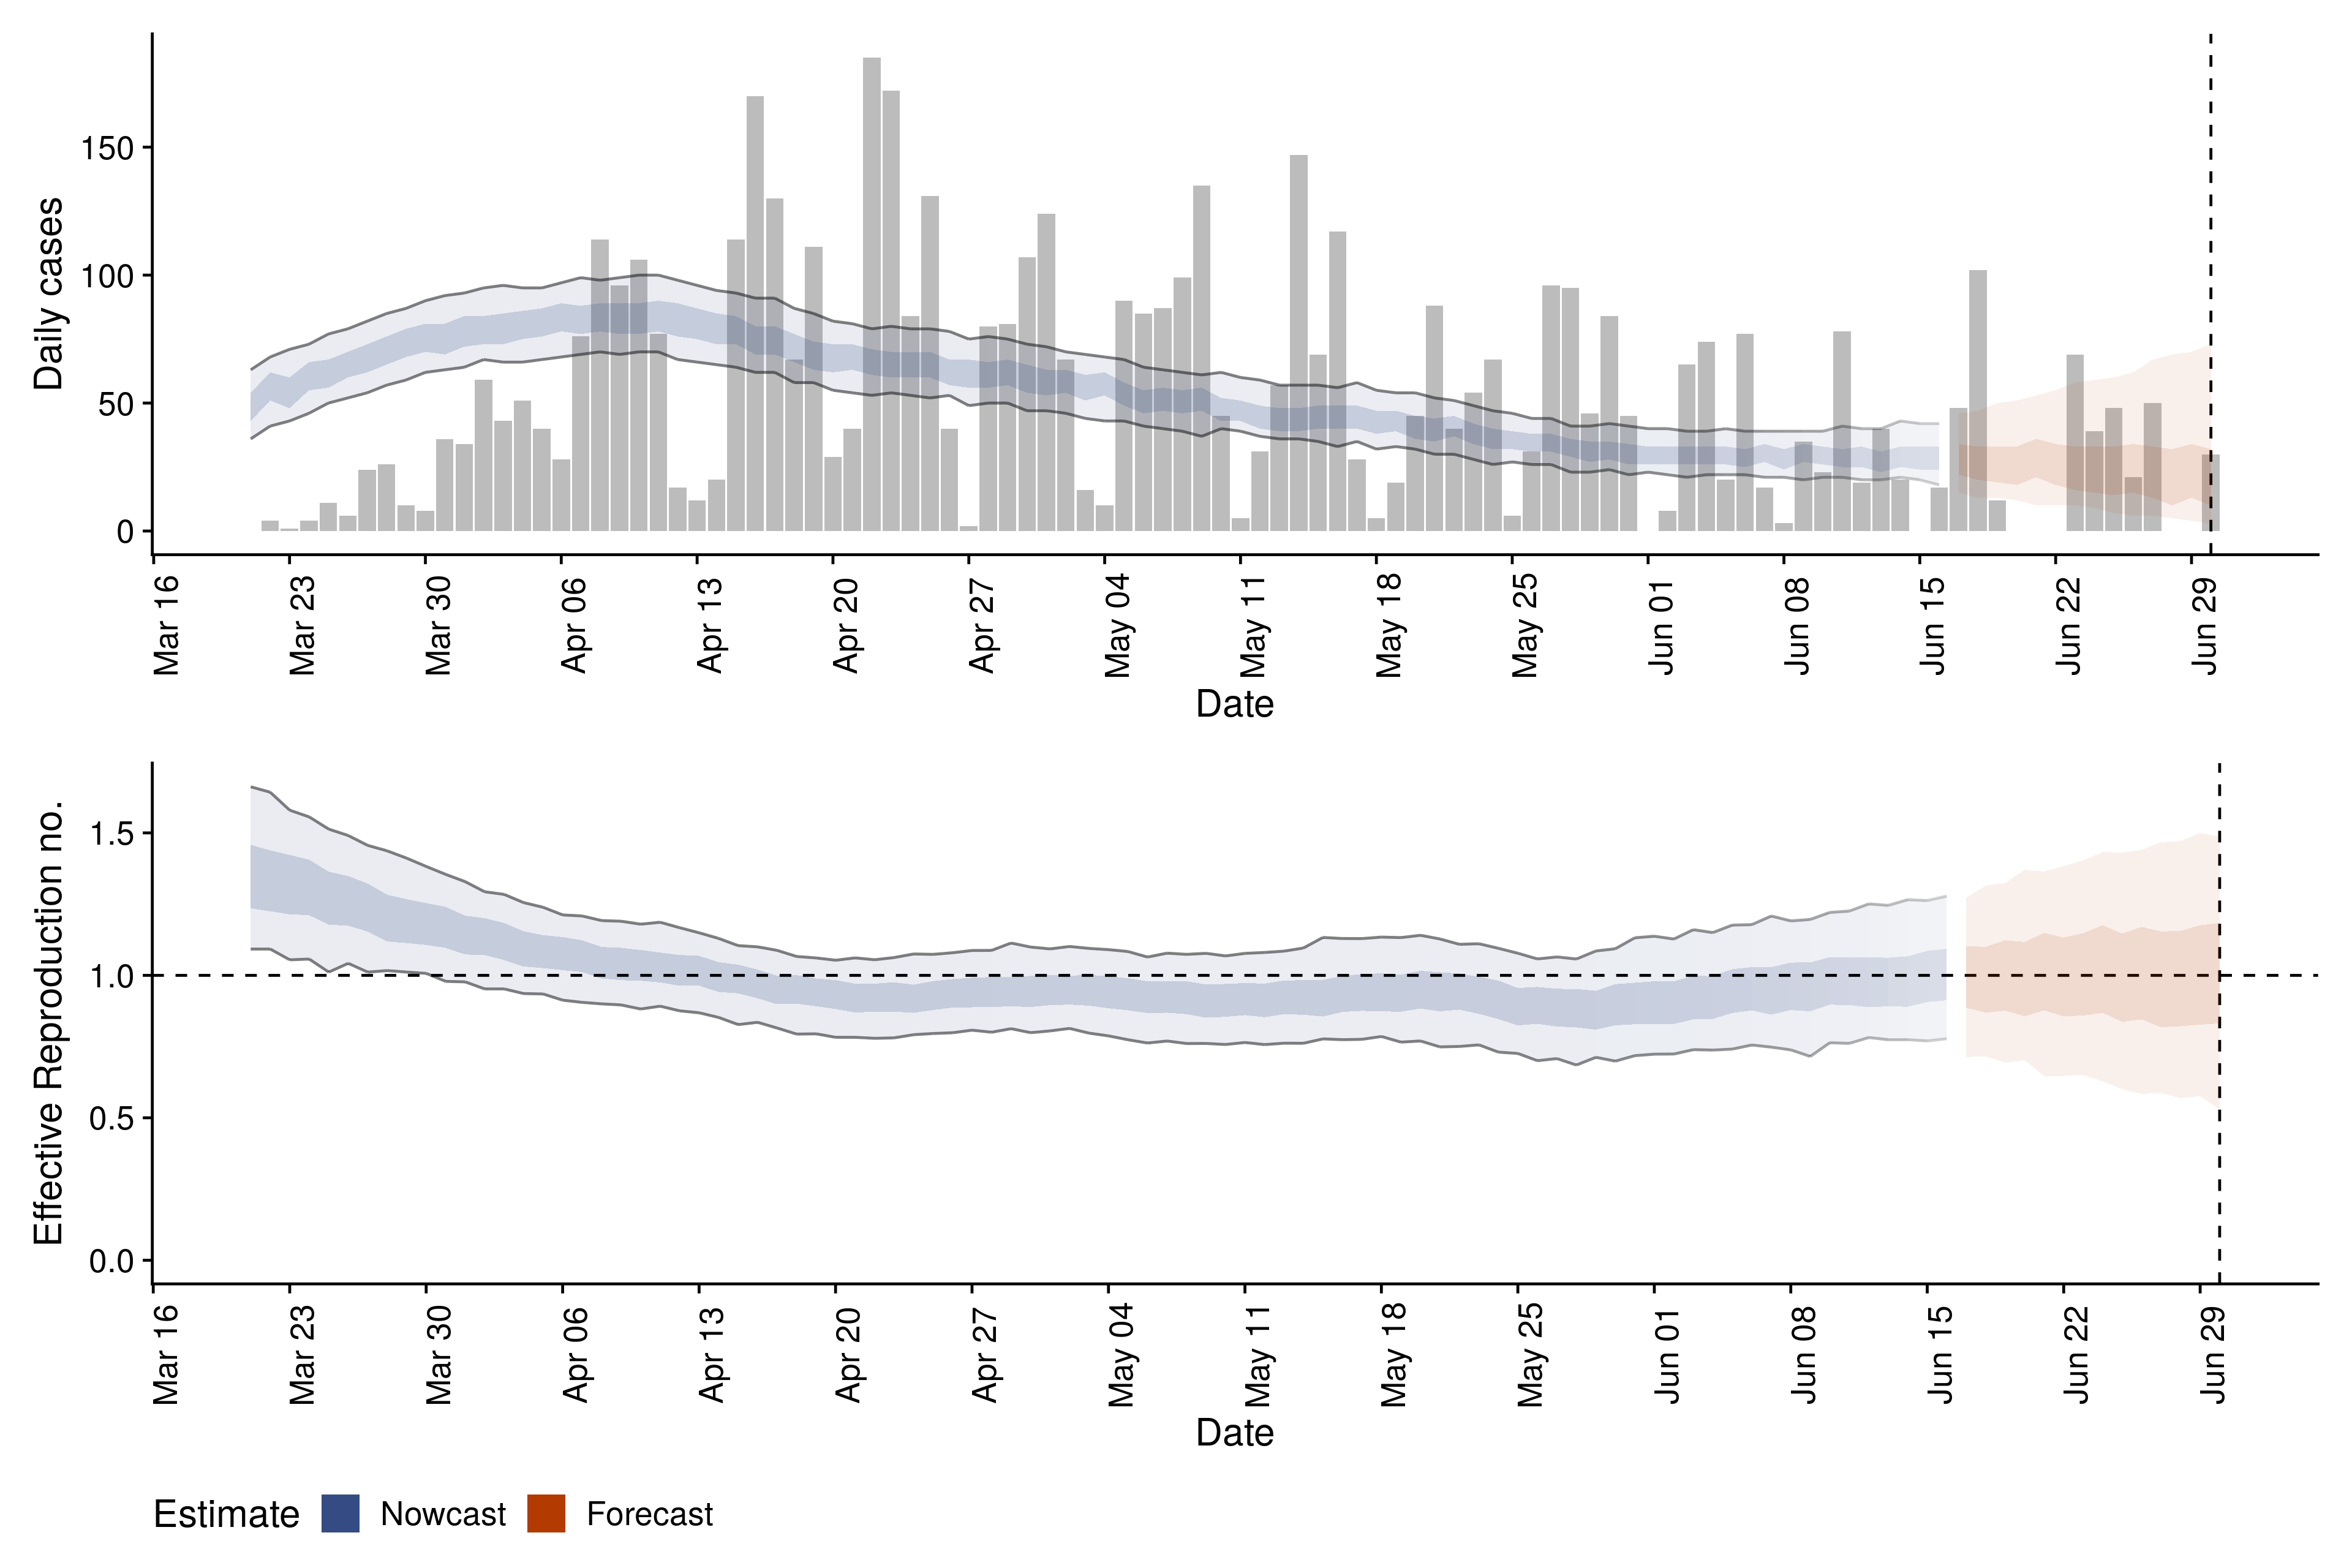 Daily cases
150
100
50
0
Mar 16
Mar 23
Mar 30
Apr 06
Apr 13
Apr 20
Apr 27
May 04
May 11
May 18
May 25
Jun 01
Jun 08
Jun 15
Jun 22
Jun 29
Date
Effective Reproduction no.
1.5
1.0
0.5
0.0
Mar 16
Mar 23
Mar 30
Apr 06
Apr 13
Apr 20
Apr 27
May 04
May 11
May 18
May 25
Jun 01
Jun 08
Jun 15
Jun 22
Jun 29
Date
Estimate Nowcast Forecast